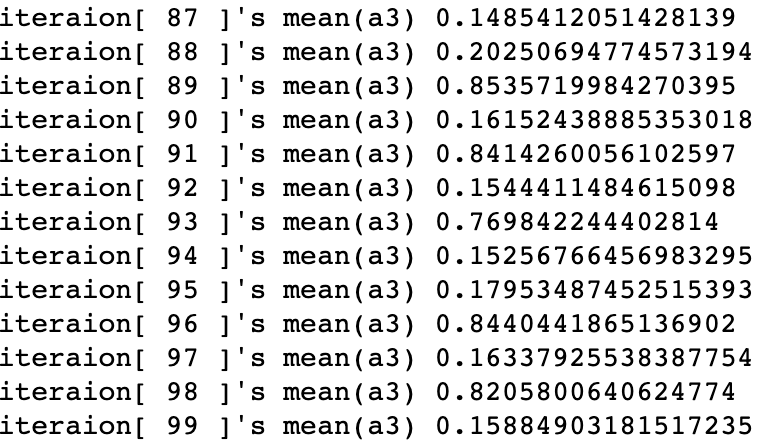 iteraion[ 87 ]'s mean(a3) 0.1485412051428139
iteraion[ 88 ]'s mean(a3) 0.20250694774573194
iteraion[ 89 ]'s mean(a3) 0.8535719984270395
iteraion[ 90 ]'s mean(a3) 0.16152438885353018
iteraion[ 91 ]'s mean(a3) 0.8414260056102597
iteraion[ 92 ]'s mean(a3) 0.1544411484615098
iteraion[ 93 ]'s mean(a3) 0.769842244402814
iteraion[ 94 ]'s mean(a3) 0.15256766456983295
iteraion[ 95 ]'s mean(a3) 0.17953487452515393
iteraion[ 96 ]'s mean(a3) 0.8440441865136902
iteraion[ 97 ]'s mean(a3) 0.16337925538387754
iteraion[ 98 ]'s mean(a3) 0.8205800640624774
iteraion[ 99 ]'s mean(a3) 0.15884903181517235